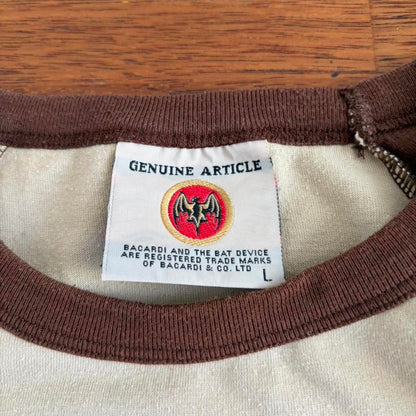 GENUINE ARTICLE
BACARDI AND THE BAT DEVICE
ARE REGISTERED TRADE MARKS
OF BACARDI & CO. LTD
L